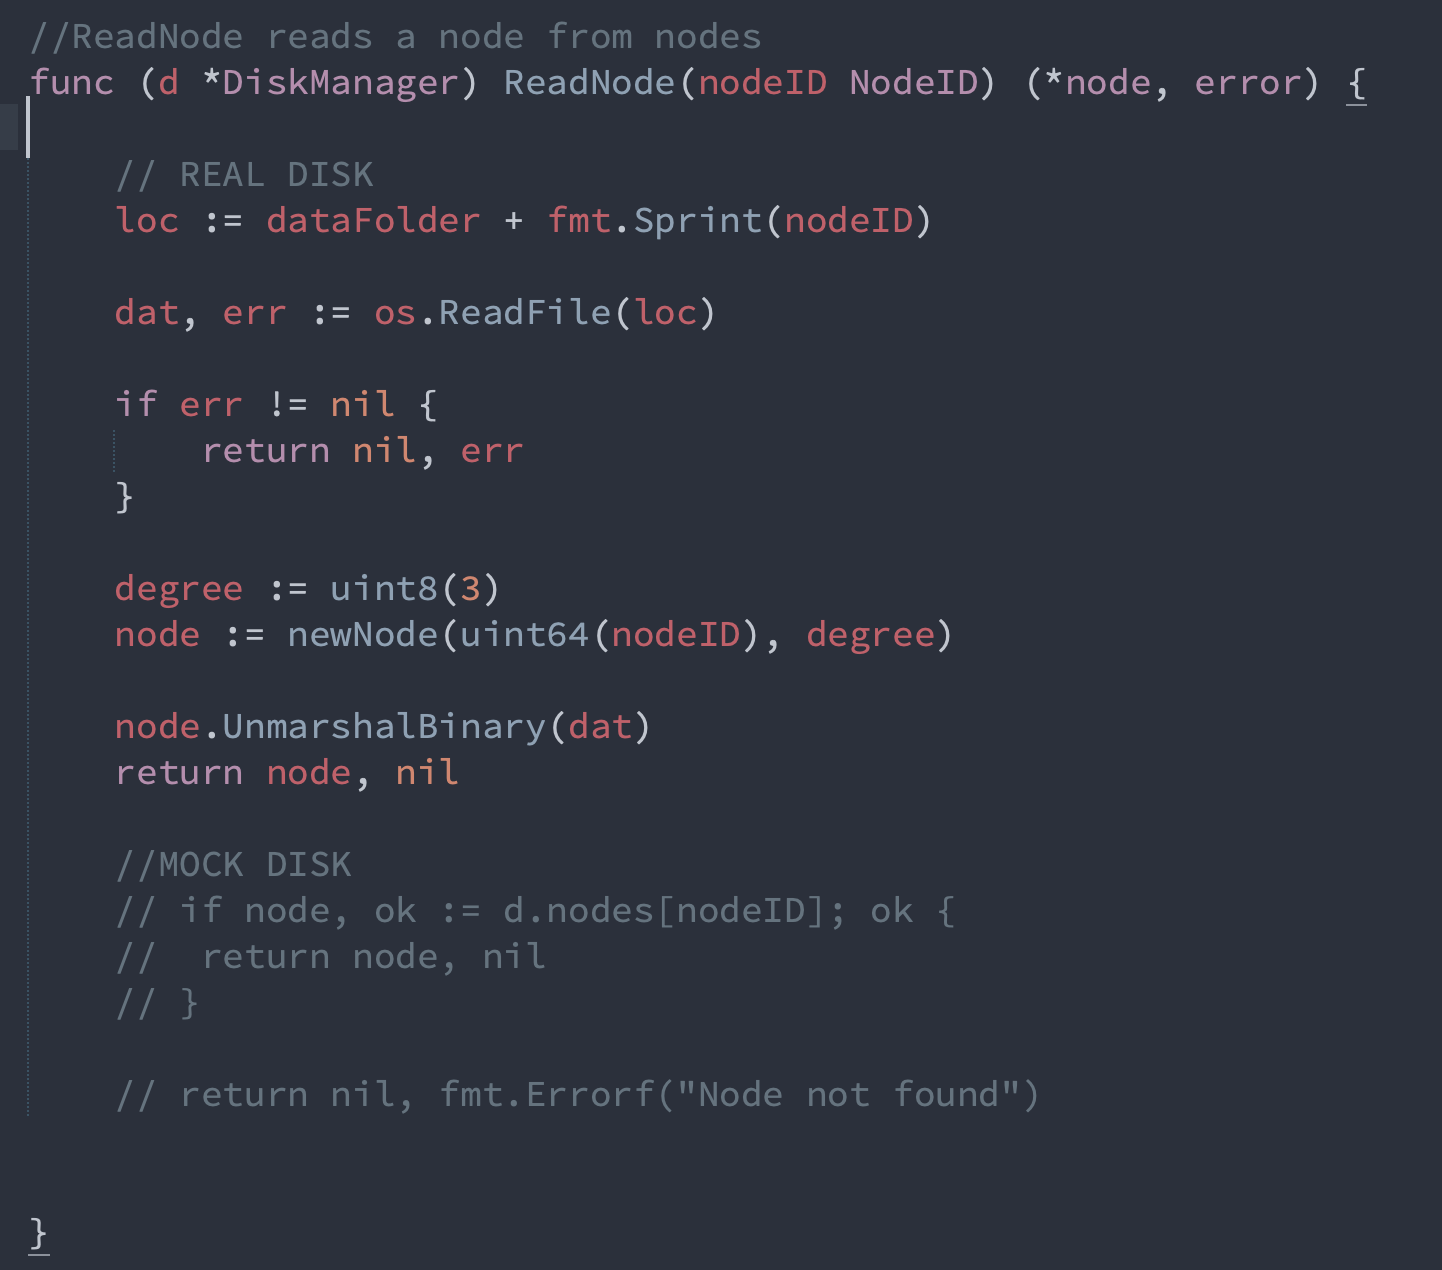 //ReadNode reads a node from nodes
func (d *DiskManager) ReadNode(nodeID NodeID) (*node, error) {
// REAL DISK
loc := dataFolder + fmt.Sprint(nodeID)
dat, err := os.ReadFile(loc)
if err != nil {
return nil, err
}
degree := uint8(3)
node := newNode(uint64(nodeID), degree)
node.UnmarshalBinary(dat)
return node, nil
//MOCK DISK
// if node, ok := d.nodes[nodeID]; ok {
//  return node, nil
// }
// return nil, fmt.Errorf("Node not found")
}